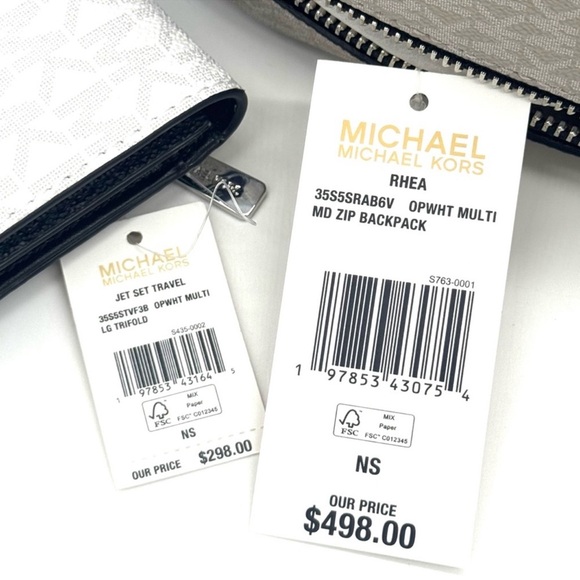 MICHAEL
MICHAEL KORS
JET SET TRAVEL
35S5STVF3B OPWHT MULTI
LG TRIFOLD
S435-0002
1 97853 43164 5
FSC
MIX
Paper
FSC™ C012345
NS
OUR PRICE $298.00
MICHAEL
MICHAEL KORS
RHEA
35S5SRAB6V OPWHT MULTI
MD ZIP BACKPACK
S763-0001
1 97853 43075 4
FSC
MIX
Paper
FSC™ C012345
NS
OUR PRICE
$498.00